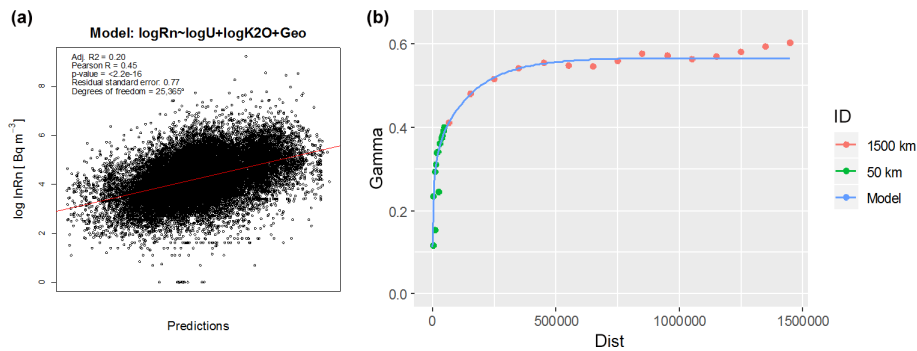 (a)
Model: logRn~logU+logK2O+Geo
Adj. R2 = 0.20
Pearson R = 0.45
p-value = <2.2e-16
Residual standard error: 0.77
Degrees of freedom = 25,365
8
6
4
2
0
log lnRn [ Bq m⁻³]
Predictions
(b)
0.6
0.4
0.2
0.0
Gamma
0
500000
1000000
1500000
Dist
ID
1500 km
50 km
Model